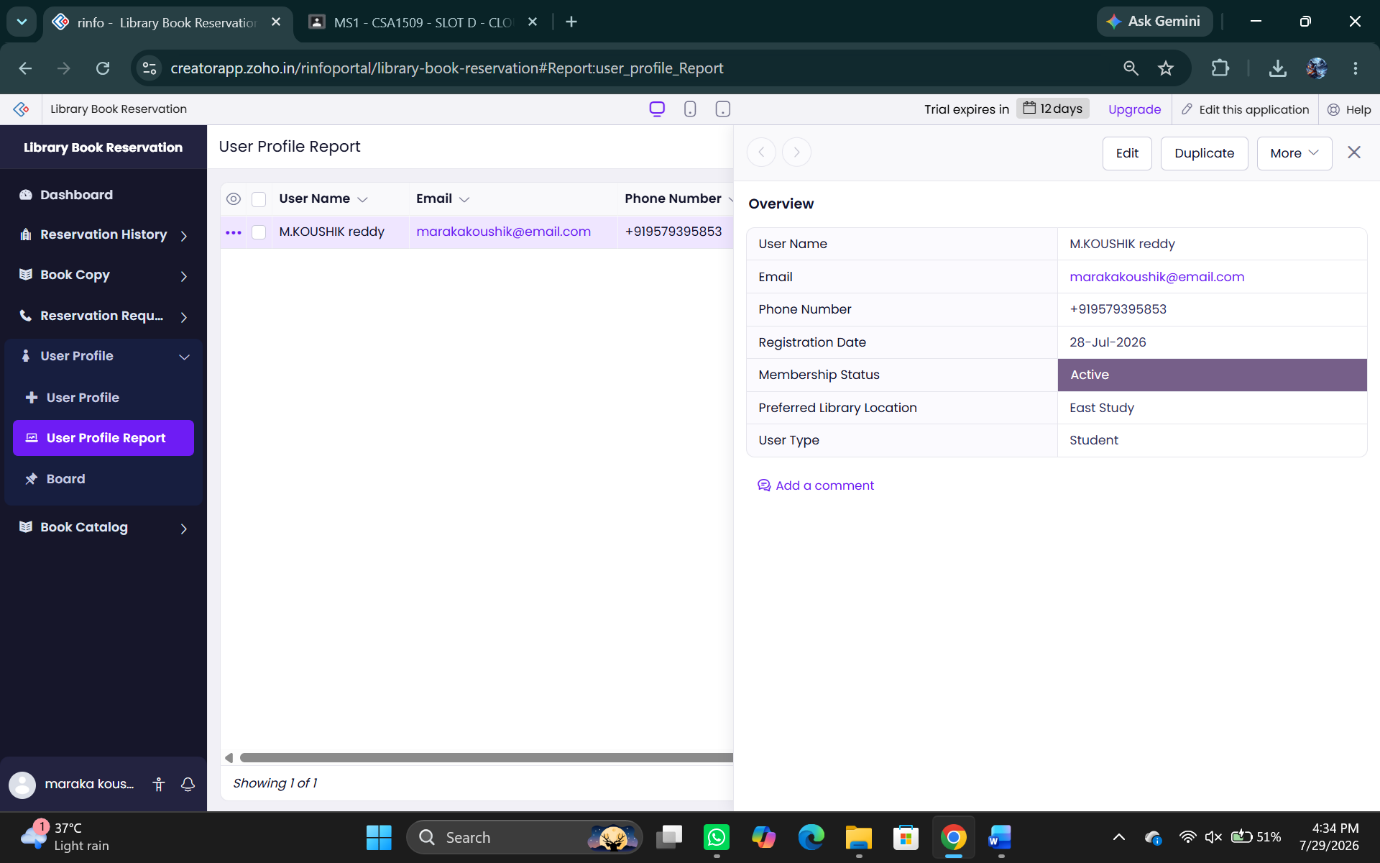 rinfo - Library Book Reservation
MS1 - CSA1509 - SLOT D - CLO
Ask Gemini
creatorapp.zoho.in/rinfoportal/library-book-reservation#Report:user_profile_Report
Library Book Reservation
Trial expires in 12 days Upgrade Edit this application Help
Library Book Reservation
Dashboard
Reservation History
Book Copy
Reservation Requ...
User Profile
User Profile
User Profile Report
Board
Book Catalog
maraka kous...
User Profile Report
User Name Email Phone Number
M.KOUSHIK reddy marakakoushik@email.com +919579395853
Showing 1 of 1
Edit Duplicate More
Overview
User Name M.KOUSHIK reddy
Email marakakoushik@email.com
Phone Number +919579395853
Registration Date 28-Jul-2026
Membership Status Active
Preferred Library Location East Study
User Type Student
Add a comment
1
37°C
Light rain
Search
51%
4:34 PM
7/29/2026